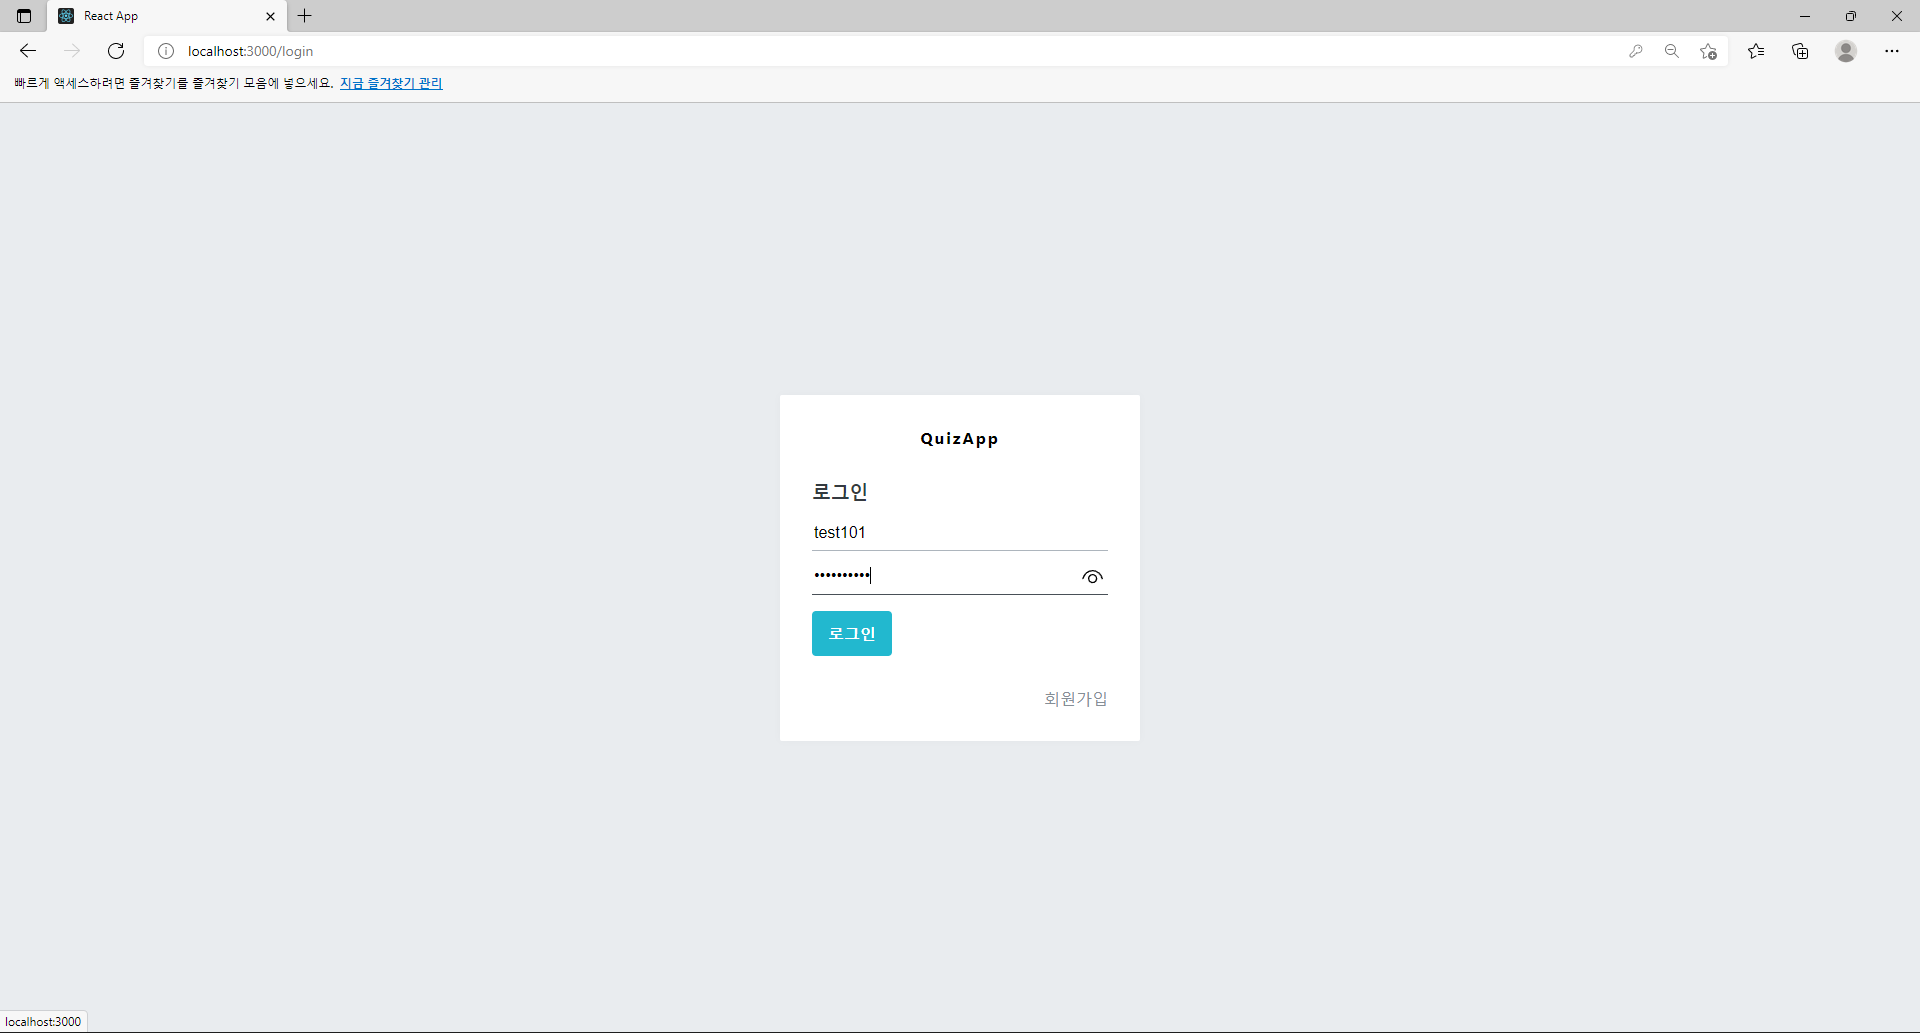 React App
localhost:3000/login
빠르게 액세스하려면 즐겨찾기를 즐겨찾기 모음에 넣으세요. 지금 즐겨찾기 관리
QuizApp
로그인
test101
••••••••••
로그인
회원가입
localhost:3000